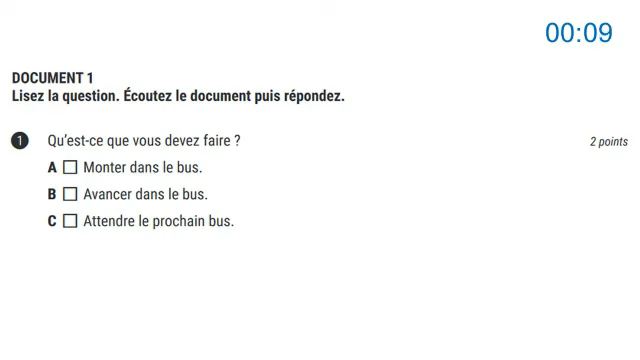 00:09
DOCUMENT 1
Lisez la question. Écoutez le document puis répondez.
1 Qu'est-ce que vous devez faire ? 2 points
A Monter dans le bus.
B Avancer dans le bus.
C Attendre le prochain bus.